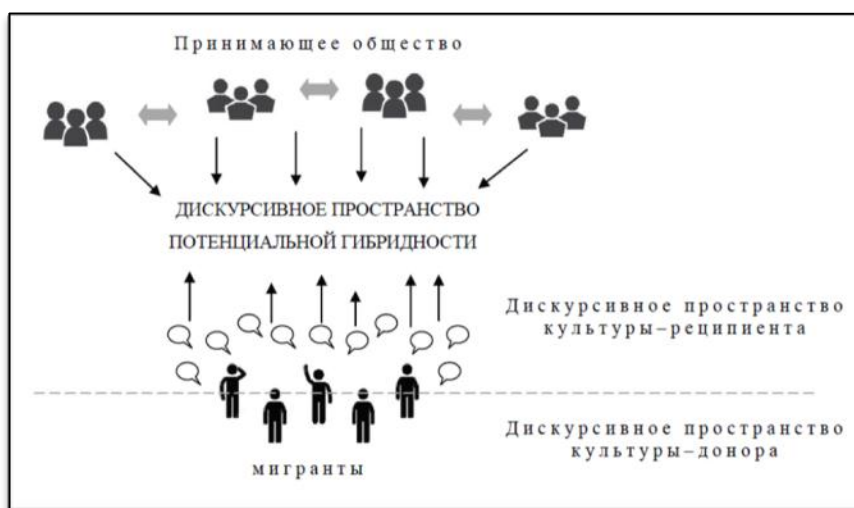 Принимающее общество
ДИСКУРСИВНОЕ ПРОСТРАНСТВО
ПОТЕНЦИАЛЬНОЙ ГИБРИДНОСТИ
Дискурсивное пространство
культуры–реципиента
Дискурсивное пространство
культуры–донора
мигранты